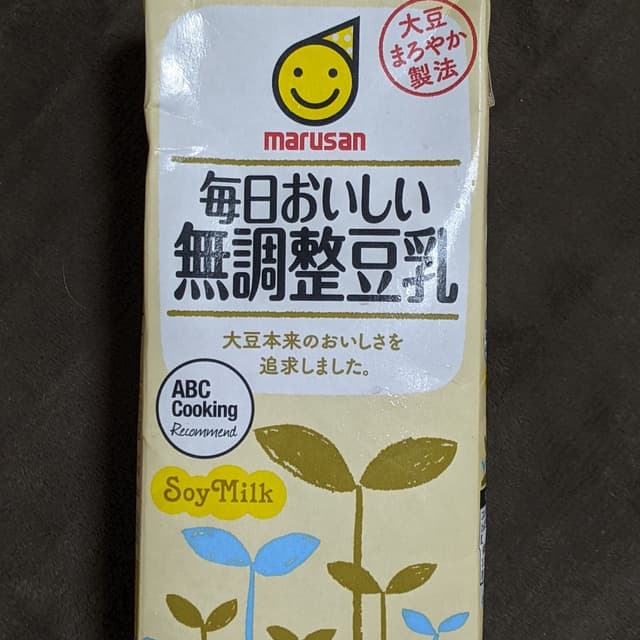 大豆
まろやか
製法
marusan
毎日おいしい
無調整豆乳
大豆本来のおいしさを
追求しました。
ABC
Cooking
Recommend
Soy Milk